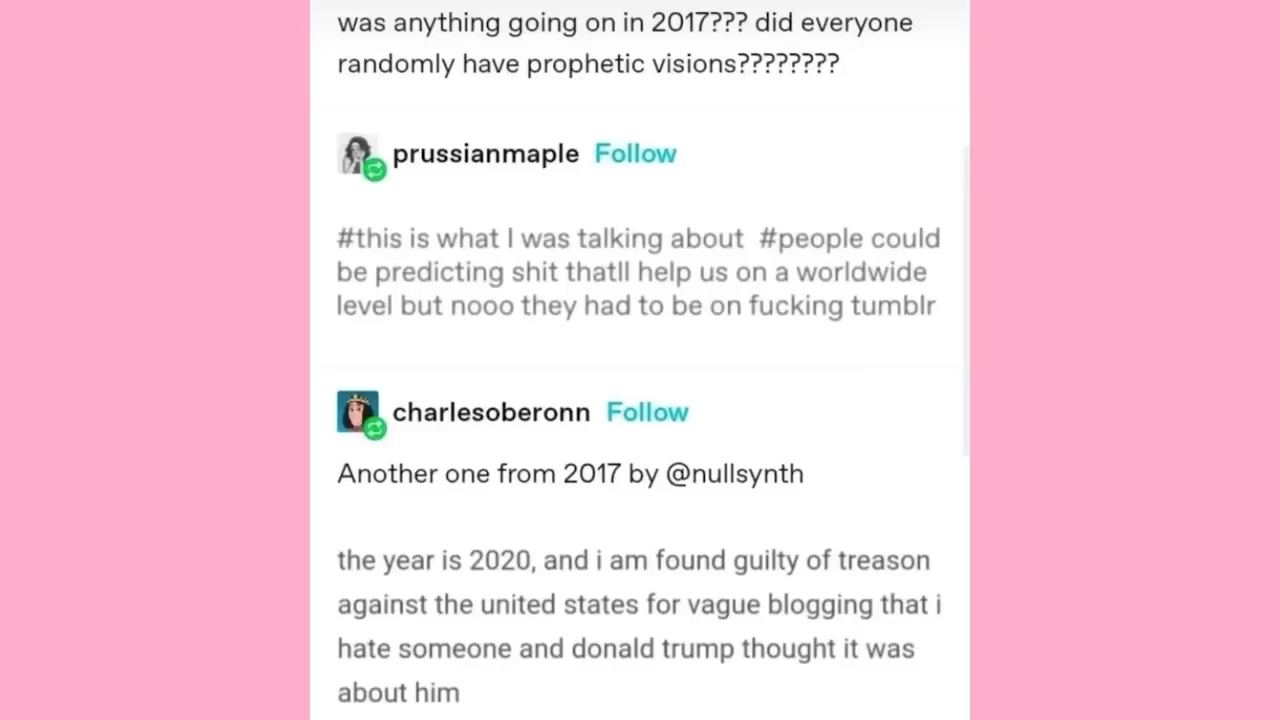 was anything going on in 2017??? did everyone
randomly have prophetic visions????????
prussianmaple Follow
#this is what I was talking about #people could
be predicting shit thatll help us on a worldwide
level but nooo they had to be on fucking tumblr
charlesoberonn Follow
Another one from 2017 by @nullsynth
the year is 2020, and i am found guilty of treason
against the united states for vague blogging that i
hate someone and donald trump thought it was
about him